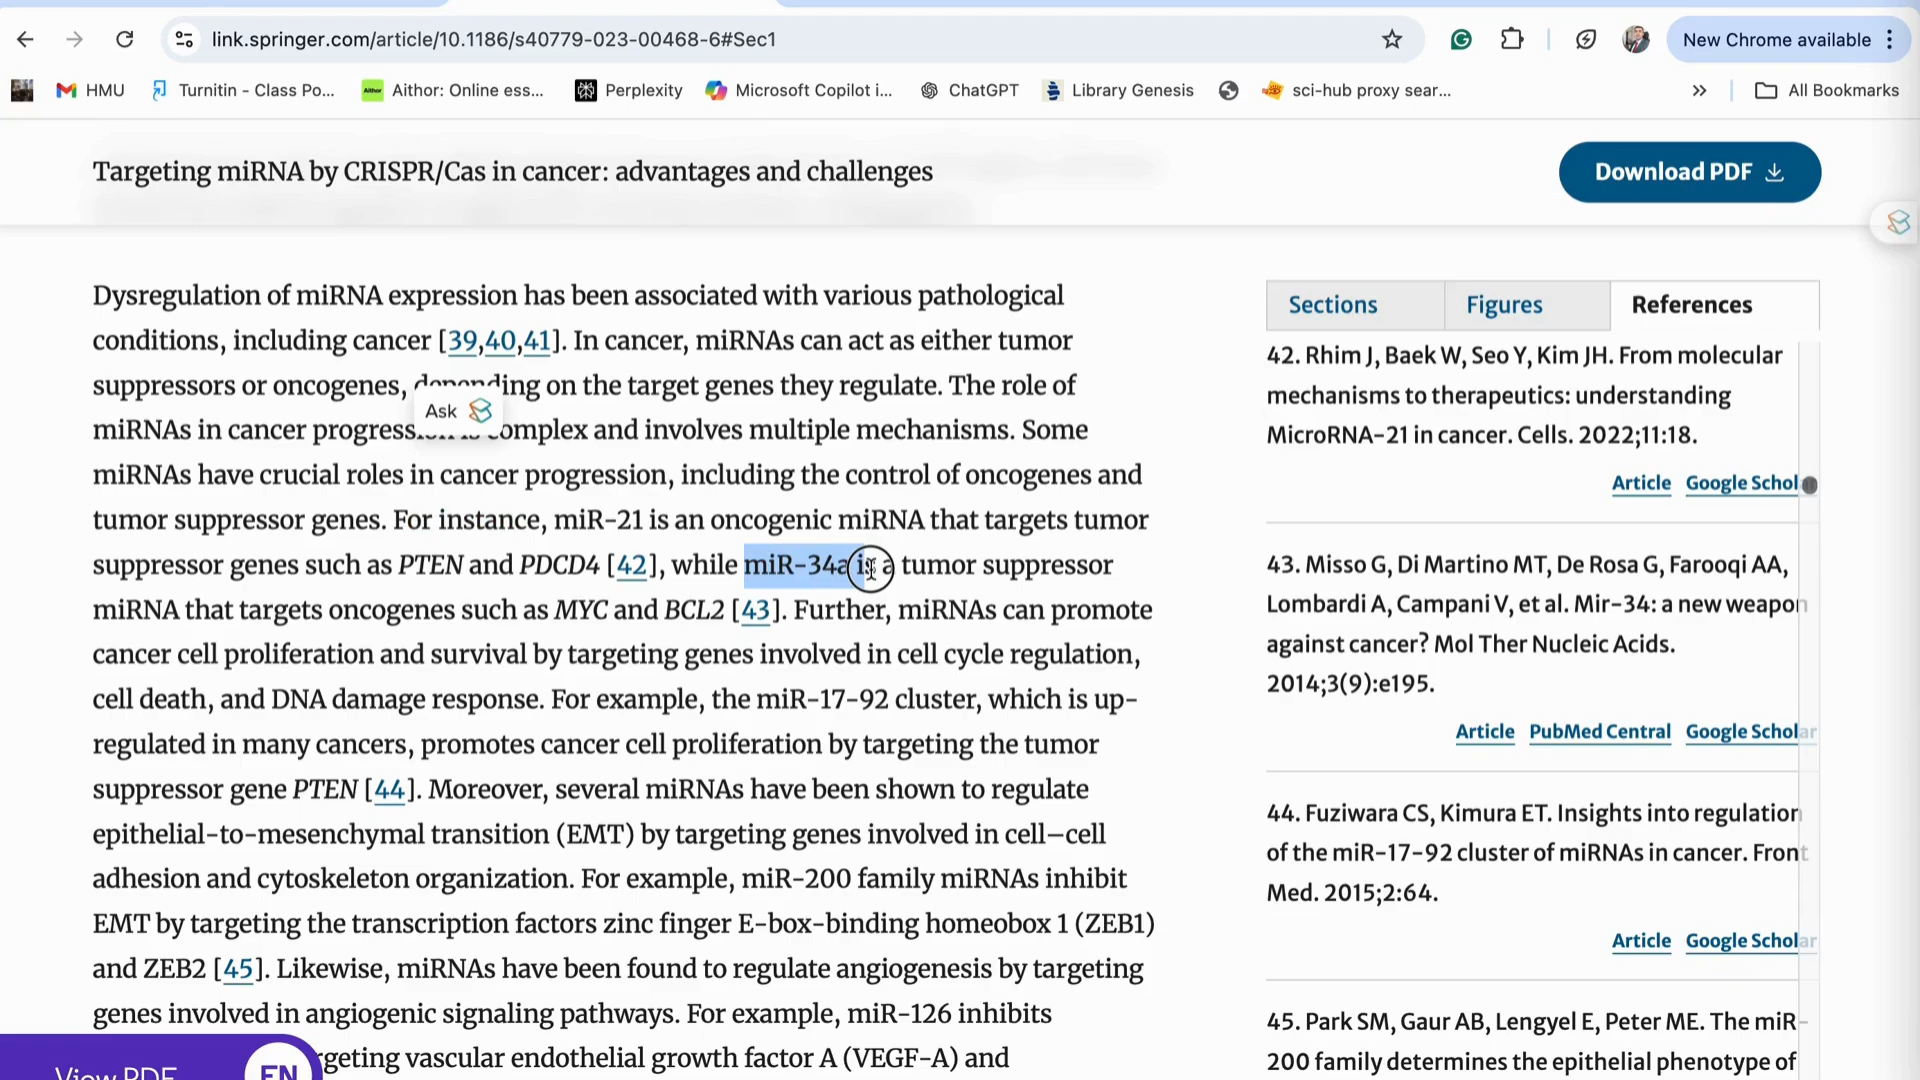 link.springer.com/article/10.1186/s40779-023-00468-6#Sec1
New Chrome available
HMU
Turnitin - Class Po...
Aithor: Online ess...
Perplexity
Microsoft Copilot i...
ChatGPT
Library Genesis
sci-hub proxy sear...
All Bookmarks
Targeting miRNA by CRISPR/Cas in cancer: advantages and challenges
Download PDF
Dysregulation of miRNA expression has been associated with various pathological
conditions, including cancer [39,40,41]. In cancer, miRNAs can act as either tumor
suppressors or oncogenes, depending on the target genes they regulate. The role of
Ask
miRNAs in cancer progression is complex and involves multiple mechanisms. Some
miRNAs have crucial roles in cancer progression, including the control of oncogenes and
tumor suppressor genes. For instance, miR-21 is an oncogenic miRNA that targets tumor
suppressor genes such as PTEN and PDCD4 [42], while miR-34a is a tumor suppressor
miRNA that targets oncogenes such as MYC and BCL2 [43]. Further, miRNAs can promote
cancer cell proliferation and survival by targeting genes involved in cell cycle regulation,
cell death, and DNA damage response. For example, the miR-17-92 cluster, which is up-
regulated in many cancers, promotes cancer cell proliferation by targeting the tumor
suppressor gene PTEN [44]. Moreover, several miRNAs have been shown to regulate
epithelial-to-mesenchymal transition (EMT) by targeting genes involved in cell–cell
adhesion and cytoskeleton organization. For example, miR-200 family miRNAs inhibit
EMT by targeting the transcription factors zinc finger E-box-binding homeobox 1 (ZEB1)
and ZEB2 [45]. Likewise, miRNAs have been found to regulate angiogenesis by targeting
genes involved in angiogenic signaling pathways. For example, miR-126 inhibits
rgeting vascular endothelial growth factor A (VEGF-A) and
View PDF
EN
Sections
Figures
References
42. Rhim J, Baek W, Seo Y, Kim JH. From molecular
mechanisms to therapeutics: understanding
MicroRNA-21 in cancer. Cells. 2022;11:18.
Article Google Schol
43. Misso G, Di Martino MT, De Rosa G, Farooqi AA,
Lombardi A, Campani V, et al. Mir-34: a new weapon
against cancer? Mol Ther Nucleic Acids.
2014;3(9):e195.
Article PubMed Central Google Scholar
44. Fuziwara CS, Kimura ET. Insights into regulation
of the miR-17-92 cluster of miRNAs in cancer. Front
Med. 2015;2:64.
Article Google Scholar
45. Park SM, Gaur AB, Lengyel E, Peter ME. The miR-
200 family determines the epithelial phenotype of